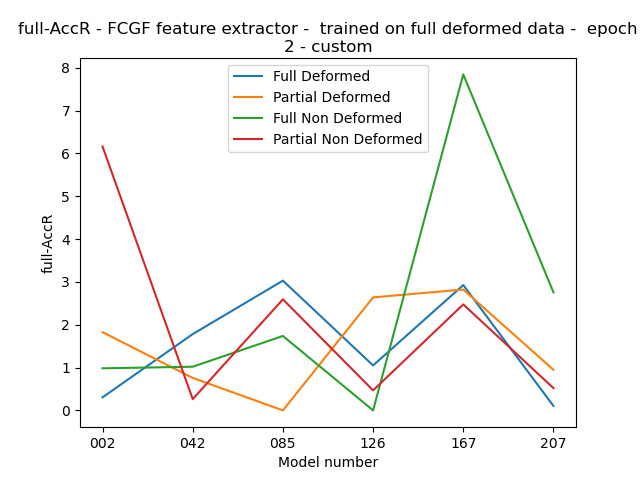 full-AccR - FCGF feature extractor -  trained on full deformed data -  epoch
2 - custom
Full Deformed
Partial Deformed
Full Non Deformed
Partial Non Deformed
full-AccR
8
7
6
5
4
3
2
1
0
002 042 085 126 167 207
Model number